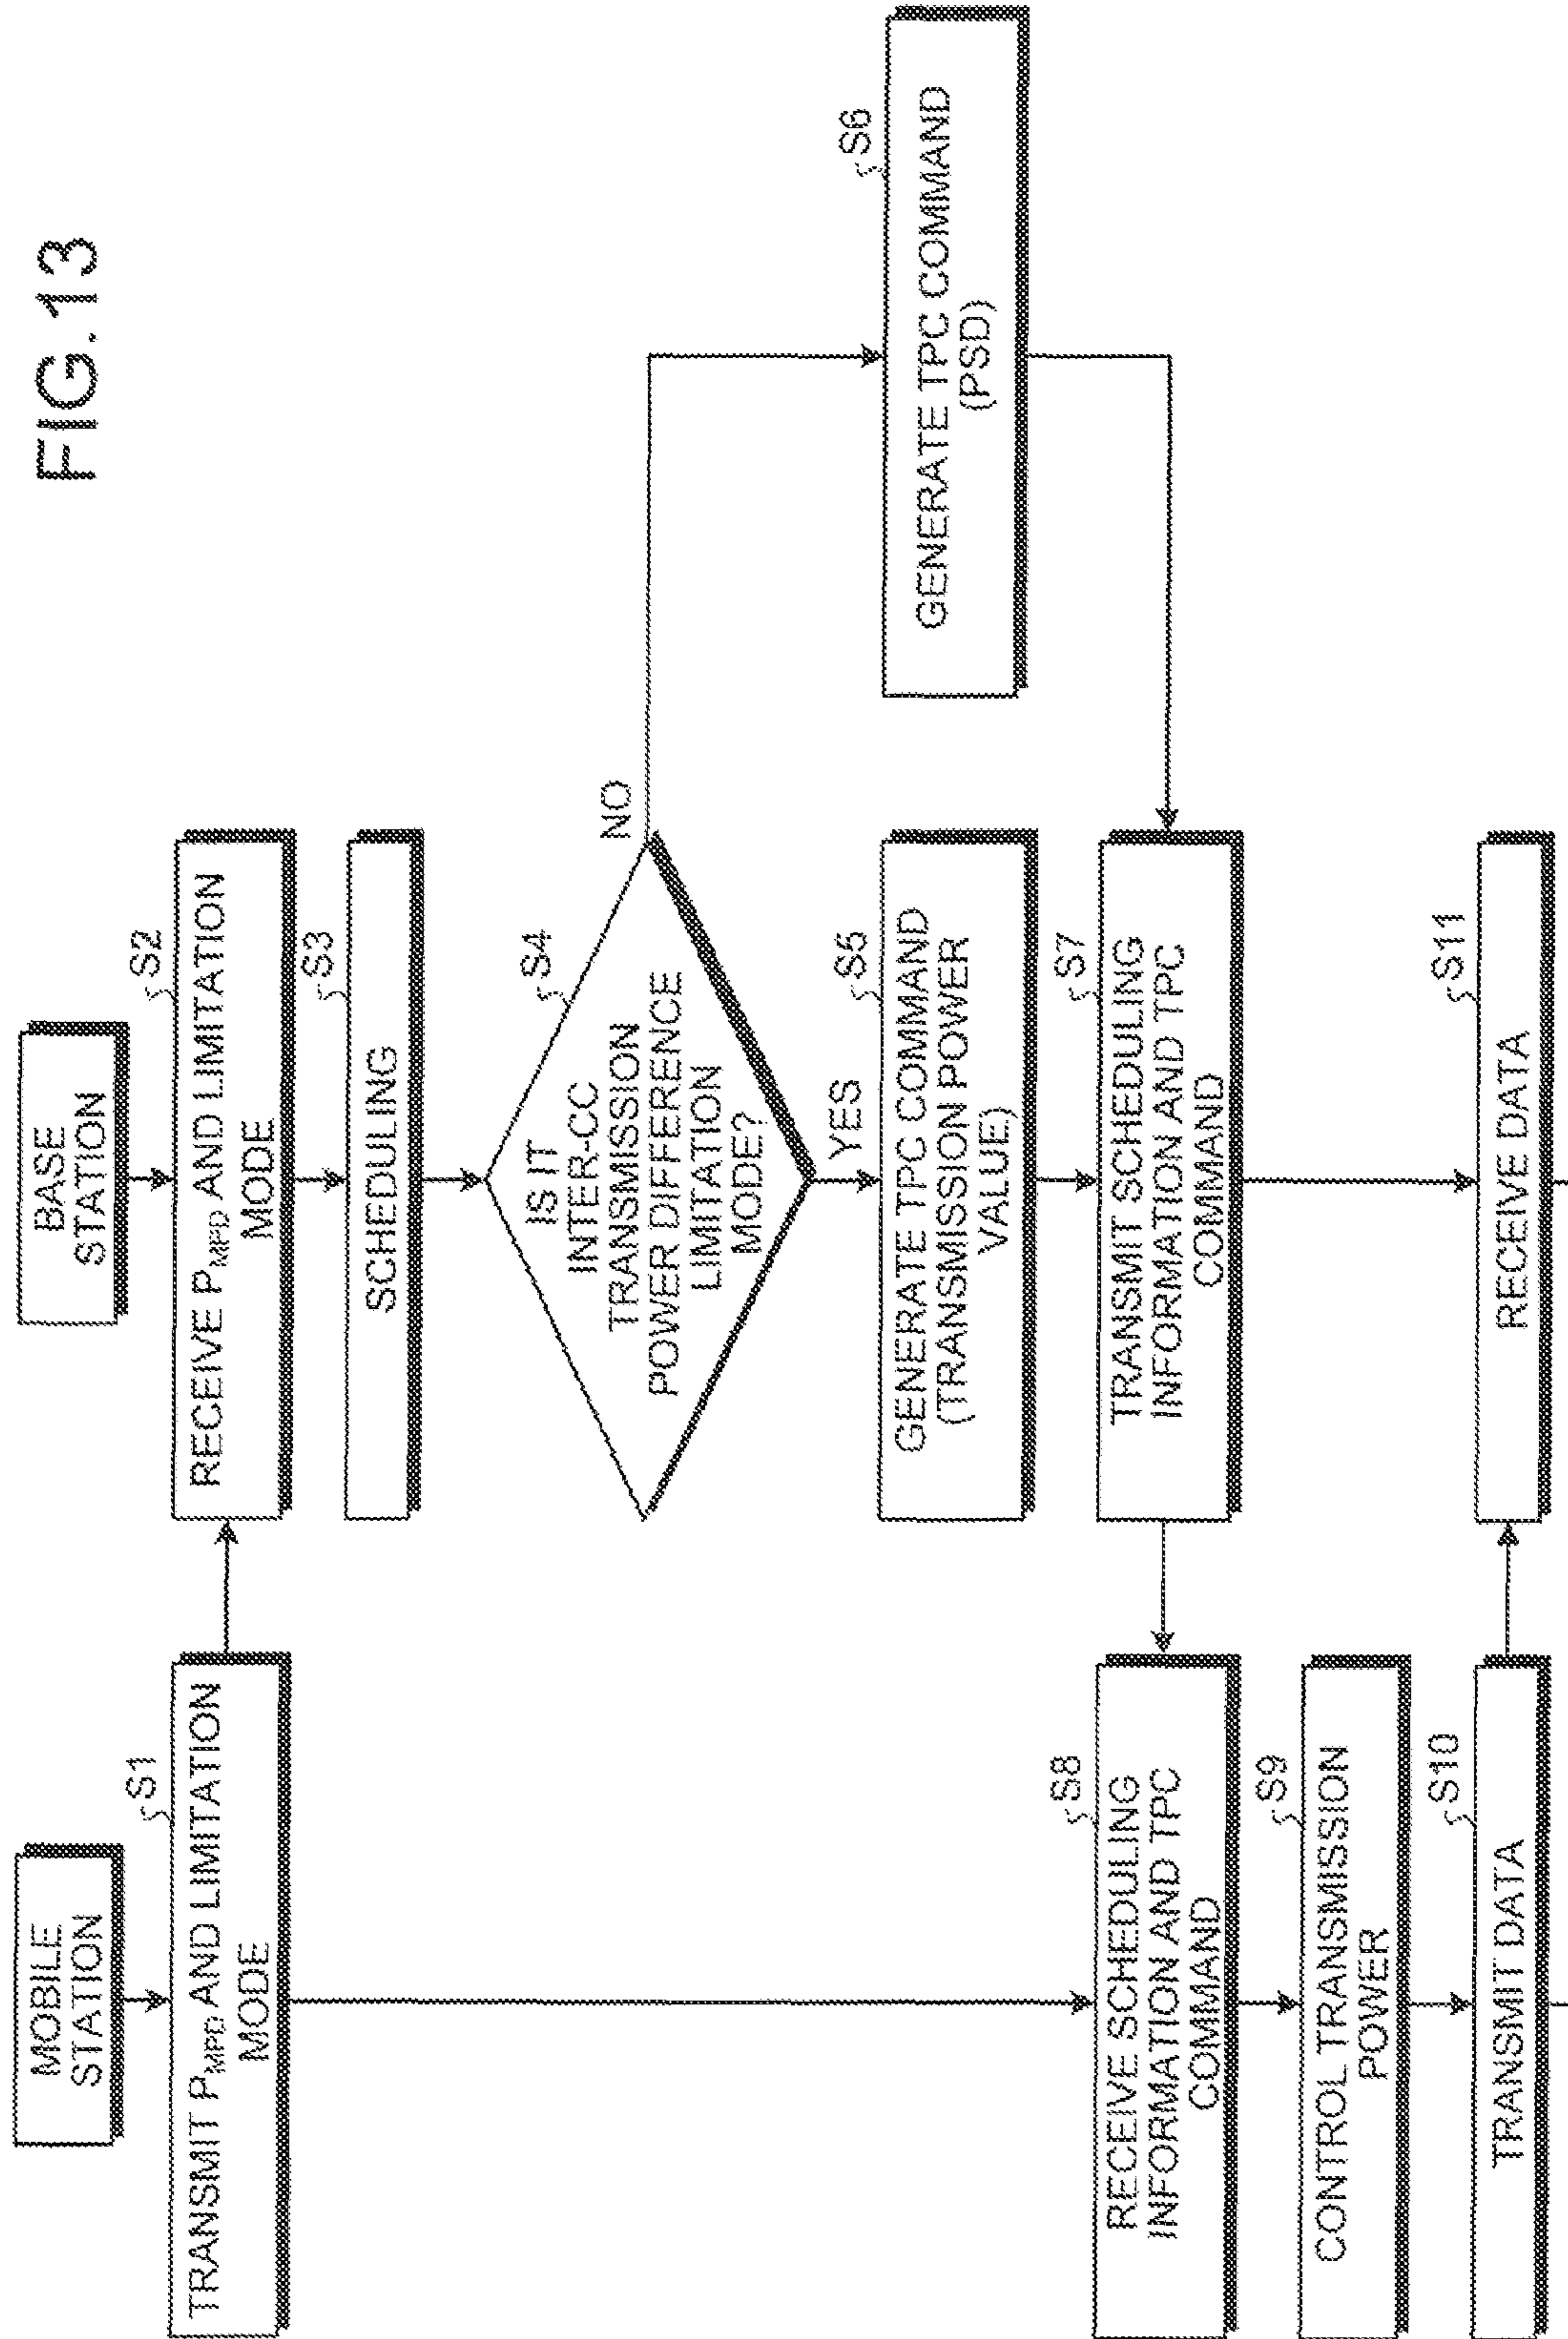 FIG.13
MOBILE
STATION
S1
TRANSMIT P_MPD AND LIMITATION
MODE
BASE
STATION
S2
RECEIVE P_MPD AND LIMITATION
MODE
S3
SCHEDULING
S4
IS IT
INTER-CC
TRANSMISSION
POWER DIFFERENCE
LIMITATION
MODE?
NO
YES
S5
GENERATE TPC COMMAND
(TRANSMISSION POWER
VALUE)
S6
GENERATE TPC COMMAND
(PSD)
S7
TRANSMIT SCHEDULING
INFORMATION AND TPC
COMMAND
S8
RECEIVE SCHEDULING
INFORMATION AND TPC
COMMAND
S9
CONTROL TRANSMISSION
POWER
S10
TRANSMIT DATA
S11
RECEIVE DATA